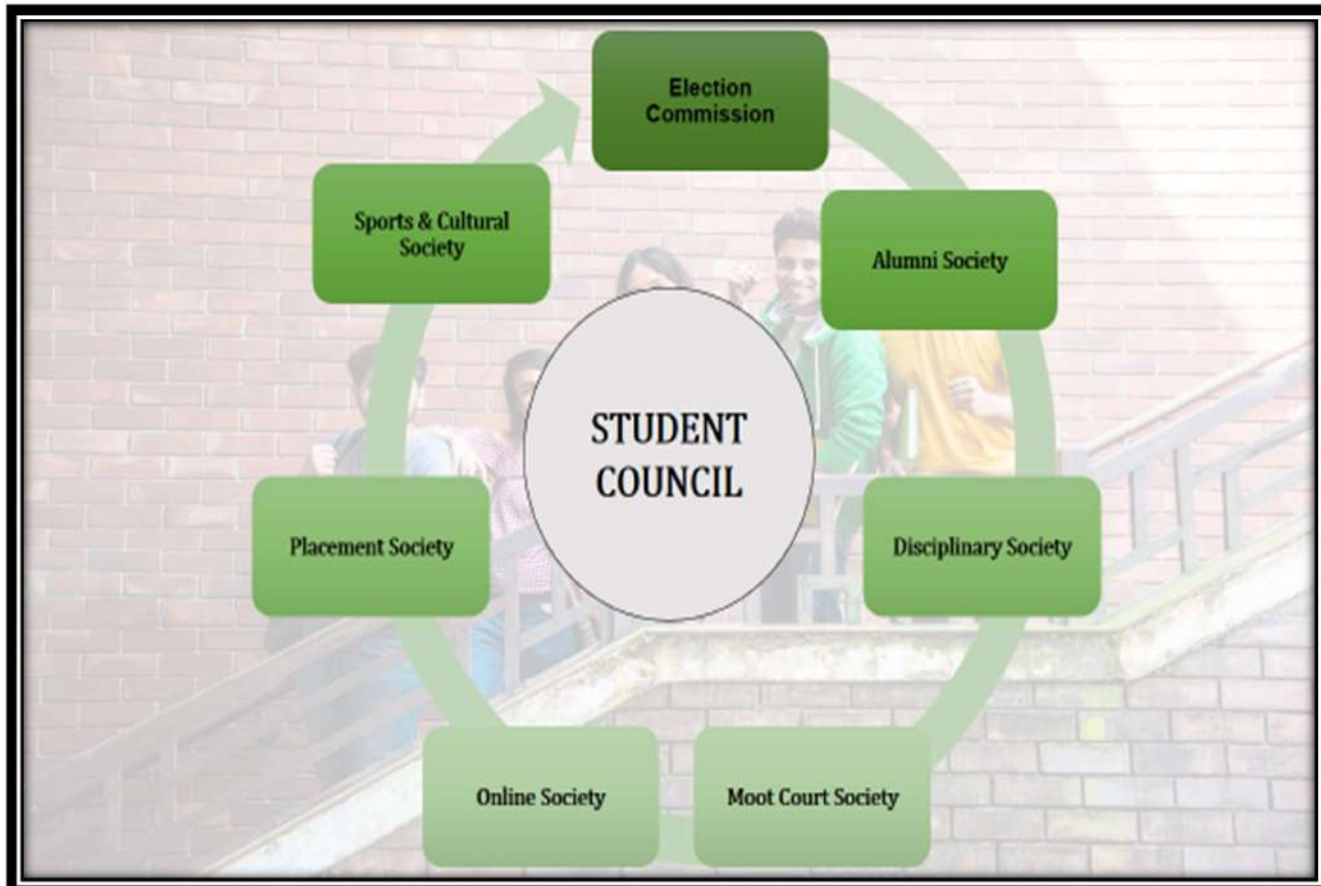 Election
Commission
Alumni Society
Disciplinary Society
Moot Court Society
Online Society
Placement Society
Sports & Cultural
Society
STUDENT
COUNCIL